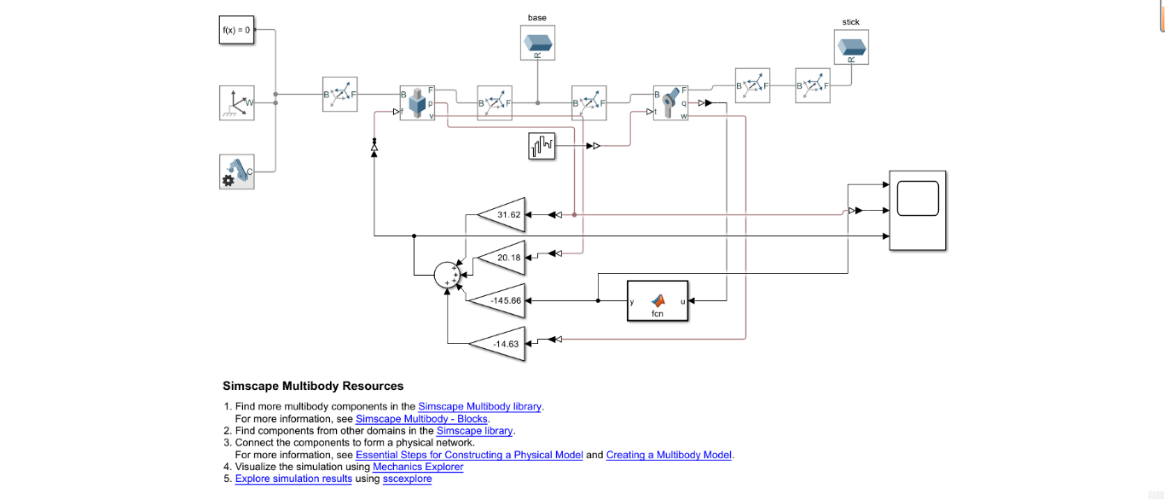 base
stick
f(x) = 0
W
C
B F
B F
f
F
p
v
B F
R
B F
B
t
F
q
w
B F
B F
R
31.62
20.18
-145.66
-14.63
+
+
+
+
y
u
fcn
Simscape Multibody Resources
1. Find more multibody components in the Simscape Multibody library.
For more information, see Simscape Multibody - Blocks.
2. Find components from other domains in the Simscape library.
3. Connect the components to form a physical network.
For more information, see Essential Steps for Constructing a Physical Model and Creating a Multibody Model.
4. Visualize the simulation using Mechanics Explorer
5. Explore simulation results using sscexplore